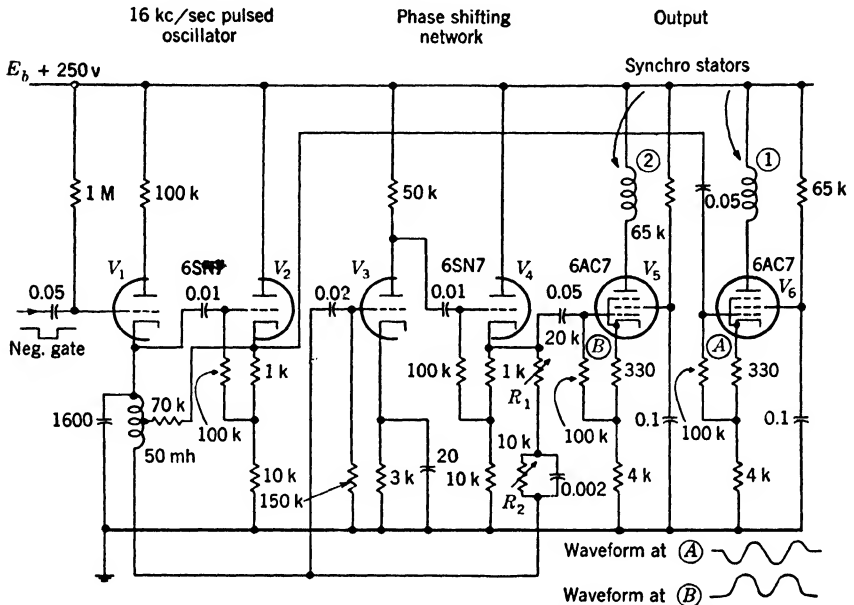 16 kc/sec pulsed oscillator
Phase shifting network
Output
E_b + 250 v
Synchro stators
②
①
1 M
100 k
50 k
0.05
65 k
65 k
V_1
V_2
V_3
6SN7
V_4
6AC7
V_5
6AC7
V_6
0.05
0.01
0.02
0.01
0.05
20 k
Ⓑ
Ⓐ
Neg. gate
1 k
100 k
1 k
R_1
330
330
1600
70 k
100 k
100 k
0.1
100 k
0.1
50 mh
10 k
150 k
3 k
20
10 k
10 k
R_2
0.002
4 k
4 k
Waveform at Ⓐ
Waveform at Ⓑ